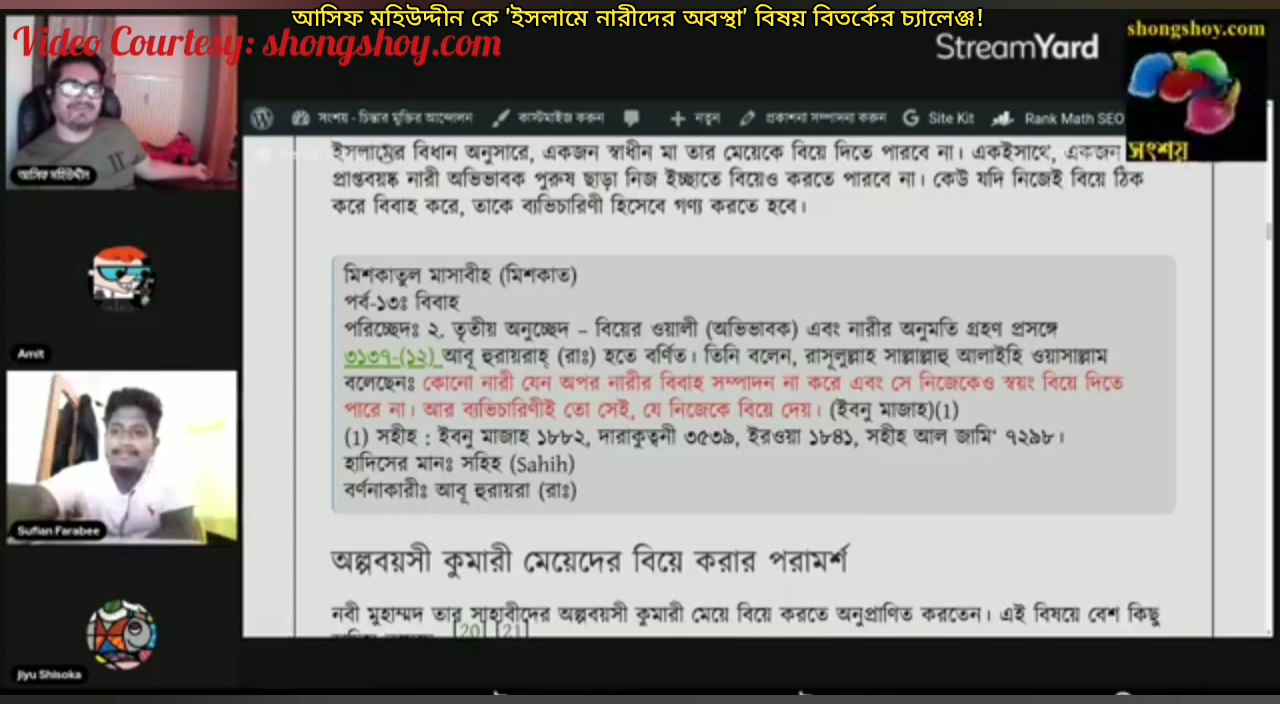 আসিফ মহিউদ্দীন কে 'ইসলামে নারীদের অবস্থা' বিষয় বিতর্কের চ্যালেঞ্জ!
Video Courtesy: shongshoy.com
StreamYard
shongshoy.com
সংশয়
সংশয় - চিন্তার মুক্তির আন্দোলন কাস্টমাইজ করুন নতুন প্রকাশনা সম্পাদনা করুন Site Kit Rank Math SEO
ইসলামের বিধান অনুসারে, একজন স্বাধীন মা তার মেয়েকে বিয়ে দিতে পারবে না। একইসাথে, একজন
প্রাপ্তবয়স্ক নারী অভিভাবক পুরুষ ছাড়া নিজ ইচ্ছাতে বিয়েও করতে পারবে না। কেউ যদি নিজেই বিয়ে ঠিক
করে বিবাহ করে, তাকে ব্যভিচারিণী হিসেবে গণ্য করতে হবে।
মিশকাতুল মাসাবীহ (মিশকাত)
পর্ব-১৩ঃ বিবাহ
পরিচ্ছেদঃ ২. তৃতীয় অনুচ্ছেদ – বিয়ের ওয়ালী (অভিভাবক) এবং নারীর অনুমতি গ্রহণ প্রসঙ্গে
৩১৩৭-(১২) আবূ হুরায়রাহ্ (রাঃ) হতে বর্ণিত। তিনি বলেন, রাসূলুল্লাহ সাল্লাল্লাহু আলাইহি ওয়াসাল্লাম
বলেছেনঃ কোনো নারী যেন অপর নারীর বিবাহ সম্পাদন না করে এবং সে নিজেকেও স্বয়ং বিয়ে দিতে
পারে না। আর ব্যভিচারিণীই তো সেই, যে নিজেকে বিয়ে দেয়। (ইবনু মাজাহ)(1)
(1) সহীহ : ইবনু মাজাহ ১৮৮২, দারাকুত্বনী ৩৫৩৯, ইরওয়া ১৮৪১, সহীহ আল জামি‘ ৭২৯৮।
হাদিসের মানঃ সহিহ (Sahih)
বর্ণনাকারীঃ আবূ হুরায়রা (রাঃ)
অল্পবয়সী কুমারী মেয়েদের বিয়ে করার পরামর্শ
নবী মুহাম্মদ তার সাহাবীদের অল্পবয়সী কুমারী মেয়ে বিয়ে করতে অনুপ্রাণিত করতেন। এই বিষয়ে বেশ কিছু
[20] [21]
আসিফ মহিউদ্দীন
Amit
Sufian Farabee
Jiyu Shisoka